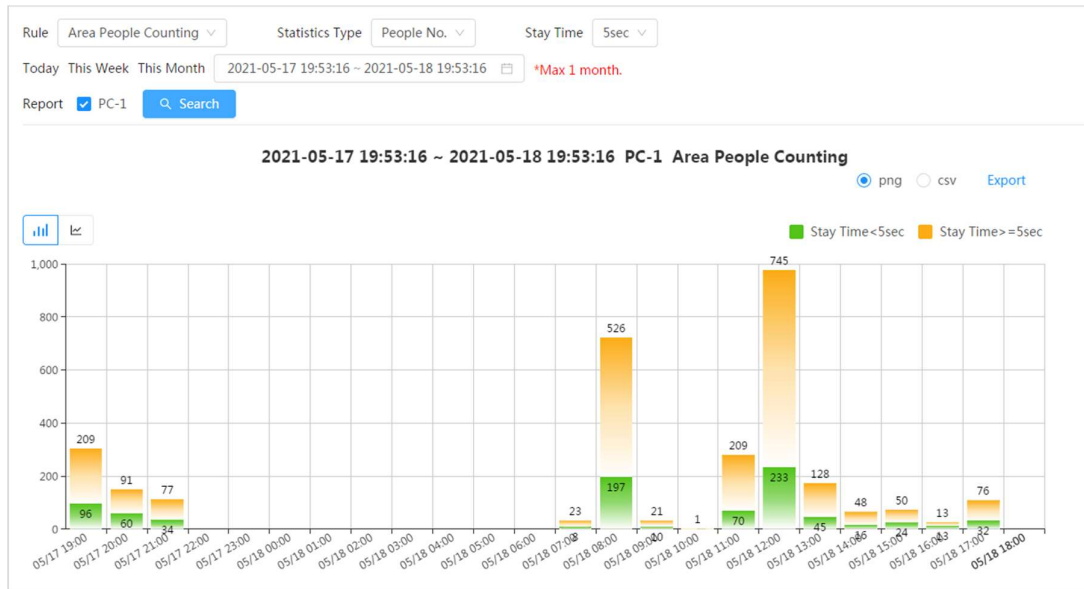 Rule Area People Counting Statistics Type People No. Stay Time 5sec
Today This Week This Month 2021-05-17 19:53:16 ~ 2021-05-18 19:53:16 *Max 1 month.
Report PC-1 Search
2021-05-17 19:53:16 ~ 2021-05-18 19:53:16 PC-1 Area People Counting
png csv Export
Stay Time<5sec Stay Time>=5sec
1,000
800
600
400
200
0
209 91 77 23 526 21 1 209 745 128 48 50 13 76
96 60 34 8 197 10 70 233 45 16 24 13 32
05/17 19:00 05/17 20:00 05/17 21:00 05/17 22:00 05/17 23:00 05/18 00:00 05/18 01:00 05/18 02:00 05/18 03:00 05/18 04:00 05/18 05:00 05/18 06:00 05/18 07:00 05/18 08:00 05/18 09:00 05/18 10:00 05/18 11:00 05/18 12:00 05/18 13:00 05/18 14:00 05/18 15:00 05/18 16:00 05/18 17:00 05/18 18:00